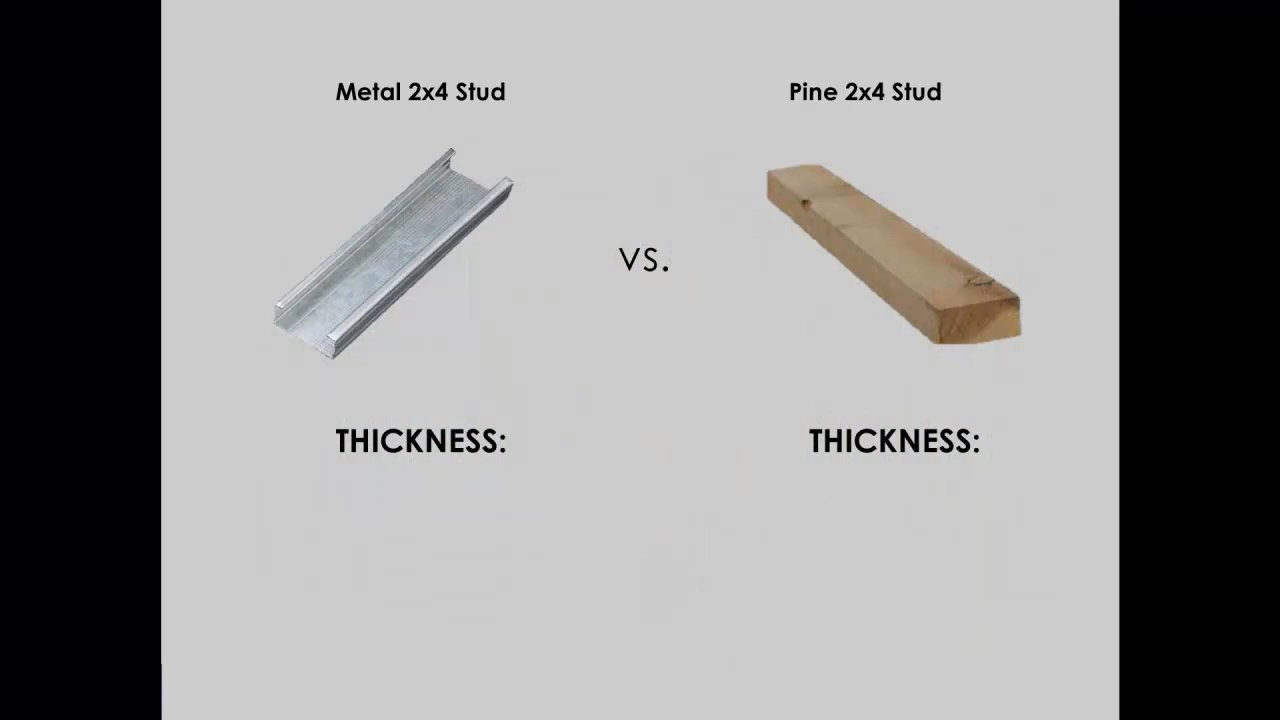 Metal 2x4 Stud
Pine 2x4 Stud
vs.
THICKNESS:
THICKNESS: